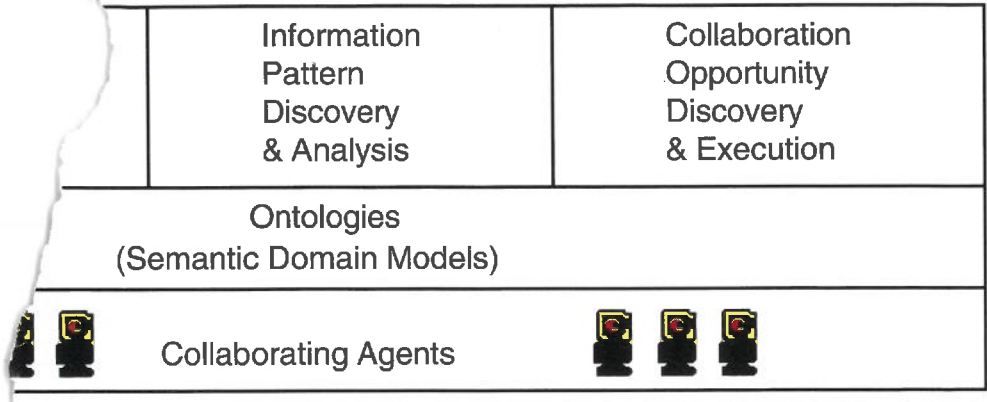 Information
Pattern
Discovery
& Analysis
Collaboration
Opportunity
Discovery
& Execution
Ontologies
(Semantic Domain Models)
Collaborating Agents